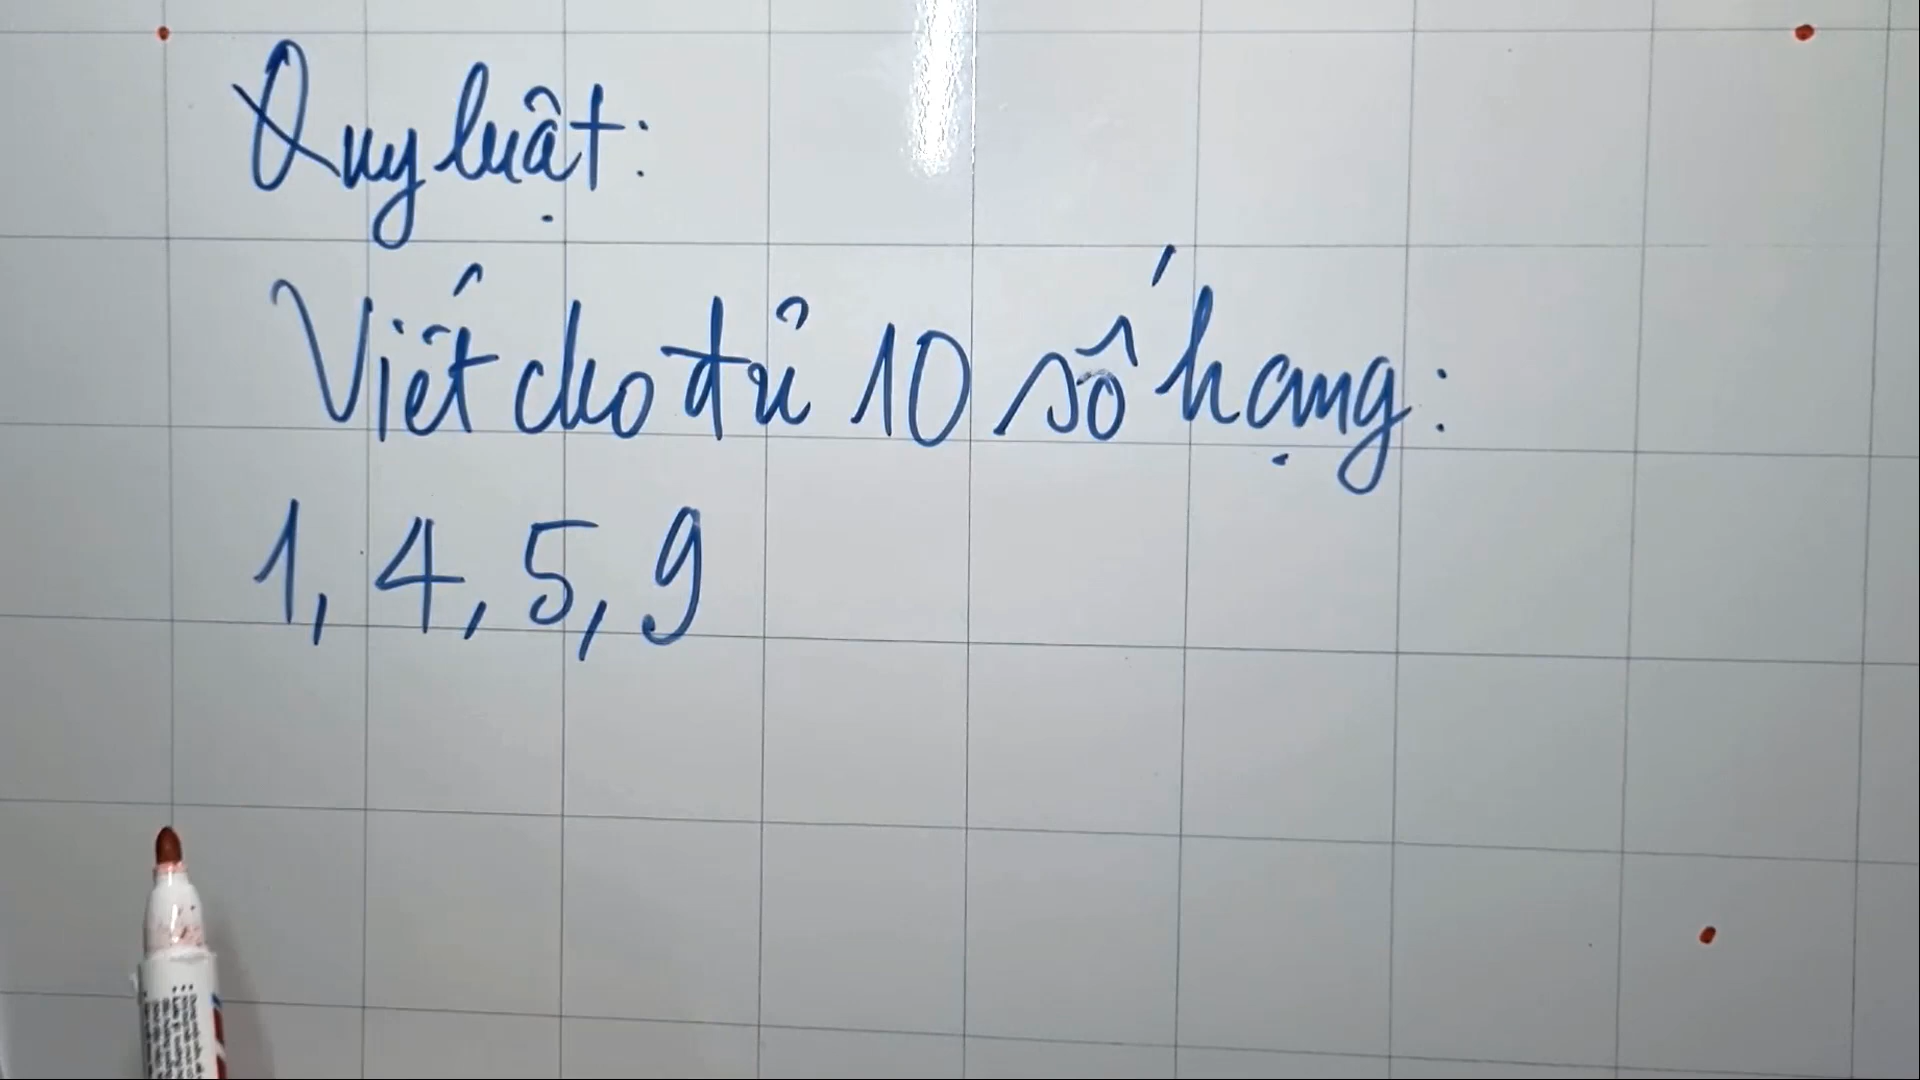 Quy luật:
Viết cho đủ 10 số hạng:
1, 4, 5, 9